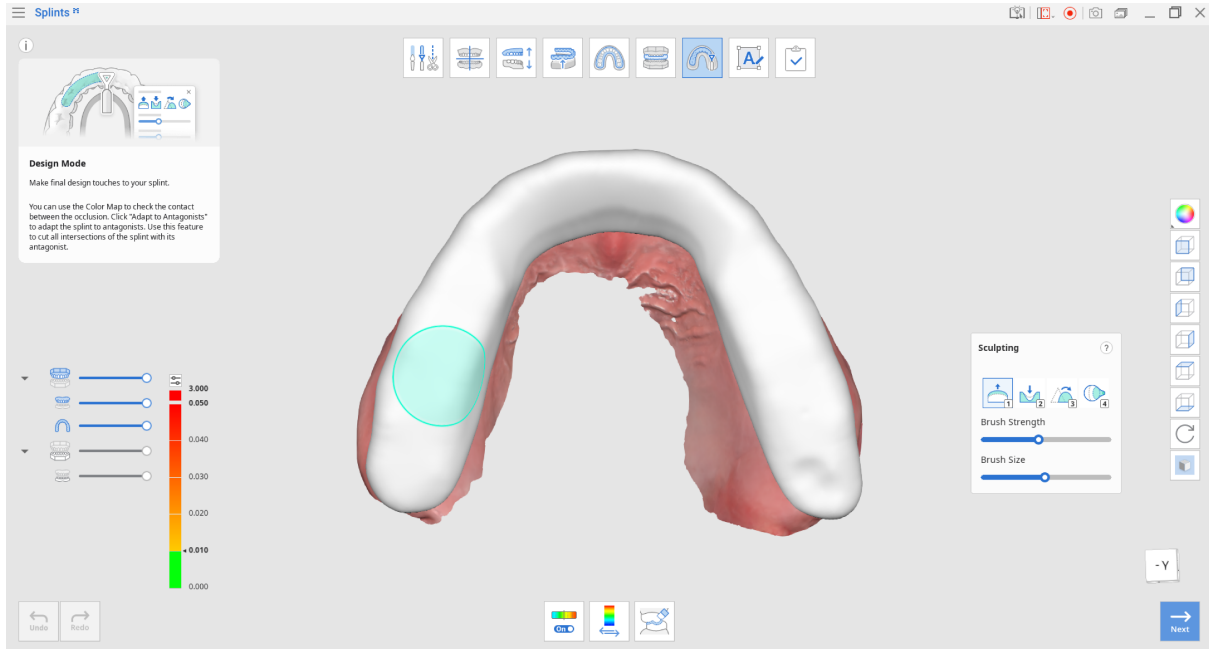 Splints
Design Mode
Make final design touches to your splint.
You can use the Color Map to check the contact
between the occlusion. Click "Adapt to Antagonists"
to adapt the splint to antagonists. Use this feature
to cut all intersections of the splint with its
antagonist.
3.000
0.050
0.040
0.030
0.020
0.010
0.000
Sculpting
?
1 2 3 4
Brush Strength
Brush Size
- Y
Undo Redo
On
Next